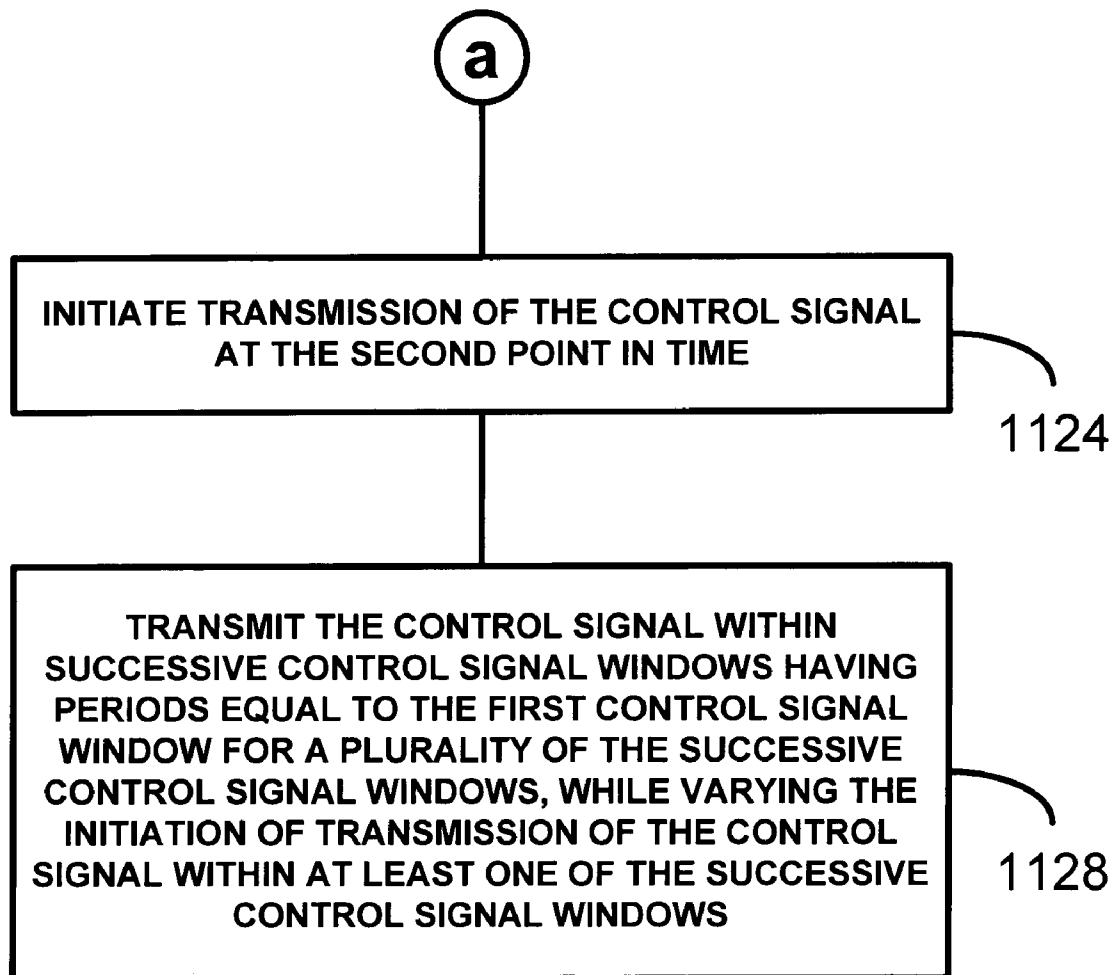 a
INITIATE TRANSMISSION OF THE CONTROL SIGNAL
AT THE SECOND POINT IN TIME
1124
TRANSMIT THE CONTROL SIGNAL WITHIN
SUCCESSIVE CONTROL SIGNAL WINDOWS HAVING
PERIODS EQUAL TO THE FIRST CONTROL SIGNAL
WINDOW FOR A PLURALITY OF THE SUCCESSIVE
CONTROL SIGNAL WINDOWS, WHILE VARYING THE
INITIATION OF TRANSMISSION OF THE CONTROL
SIGNAL WITHIN AT LEAST ONE OF THE SUCCESSIVE
CONTROL SIGNAL WINDOWS
1128